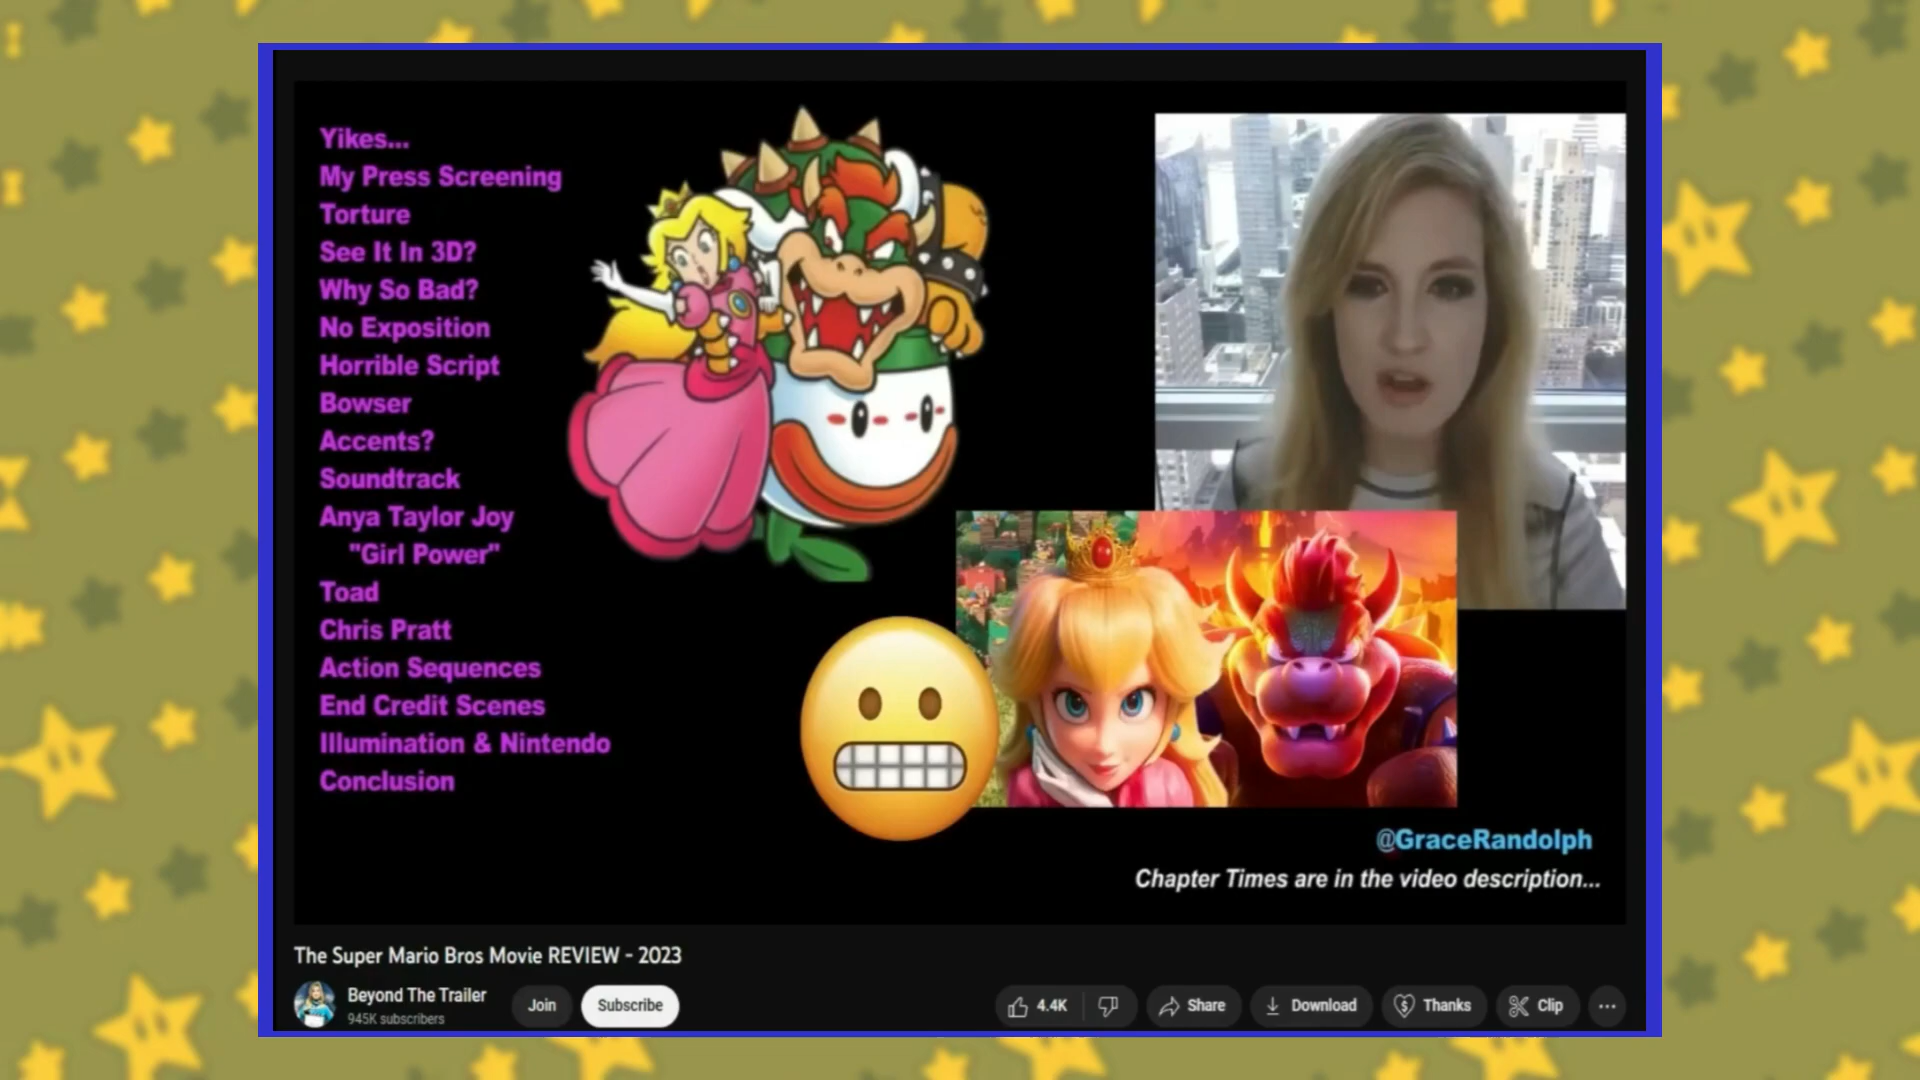 Yikes...
My Press Screening
Torture
See It In 3D?
Why So Bad?
No Exposition
Horrible Script
Bowser
Accents?
Soundtrack
Anya Taylor Joy
"Girl Power"
Toad
Chris Pratt
Action Sequences
End Credit Scenes
Illumination & Nintendo
Conclusion
@GraceRandolph
Chapter Times are in the video description...
The Super Mario Bros Movie REVIEW - 2023
Beyond The Trailer
945K subscribers
Join
Subscribe
4.4K
Share
Download
Thanks
Clip